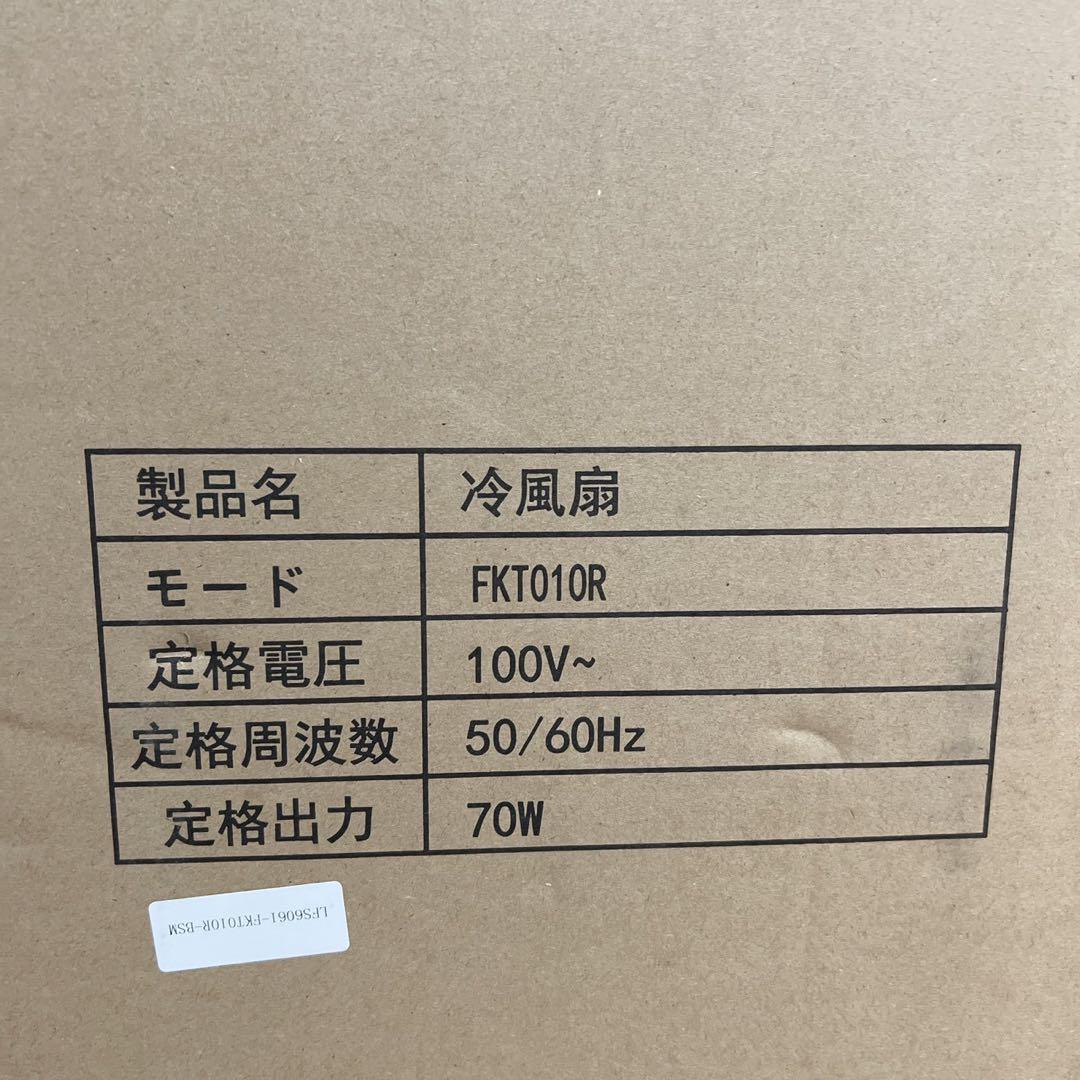 製品名 冷風扇
モード FKT010R
定格電圧 100V~
定格周波数 50/60Hz
定格出力 70W
LFS6061-FKT010R-BSM